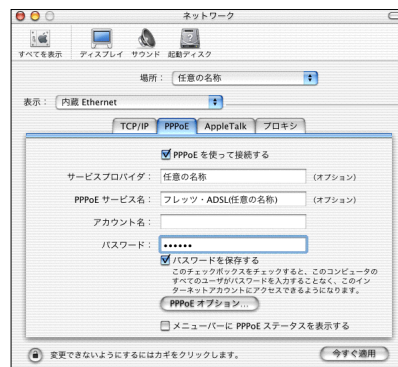 ネットワーク
すべてを表示 ディスプレイ サウンド 起動ディスク
場所： 任意の名称
表示： 内蔵 Ethernet
TCP/IP PPPoE AppleTalk プロキシ
PPPoE を使って接続する
サービスプロバイダ： 任意の名称 (オプション)
PPPoE サービス名： フレッツ・ADSL(任意の名称) (オプション)
アカウント名：
パスワード： ••••••
パスワードを保存する
このチェックボックスをチェックすると、このコンピュータの
すべてのユーザがパスワードを入力することなく、このイン
ターネットアカウントにアクセスできるようになります。
PPPoE オプション...
メニューバーに PPPoE ステータスを表示する
変更できないようにするにはカギをクリックします。 今すぐ適用